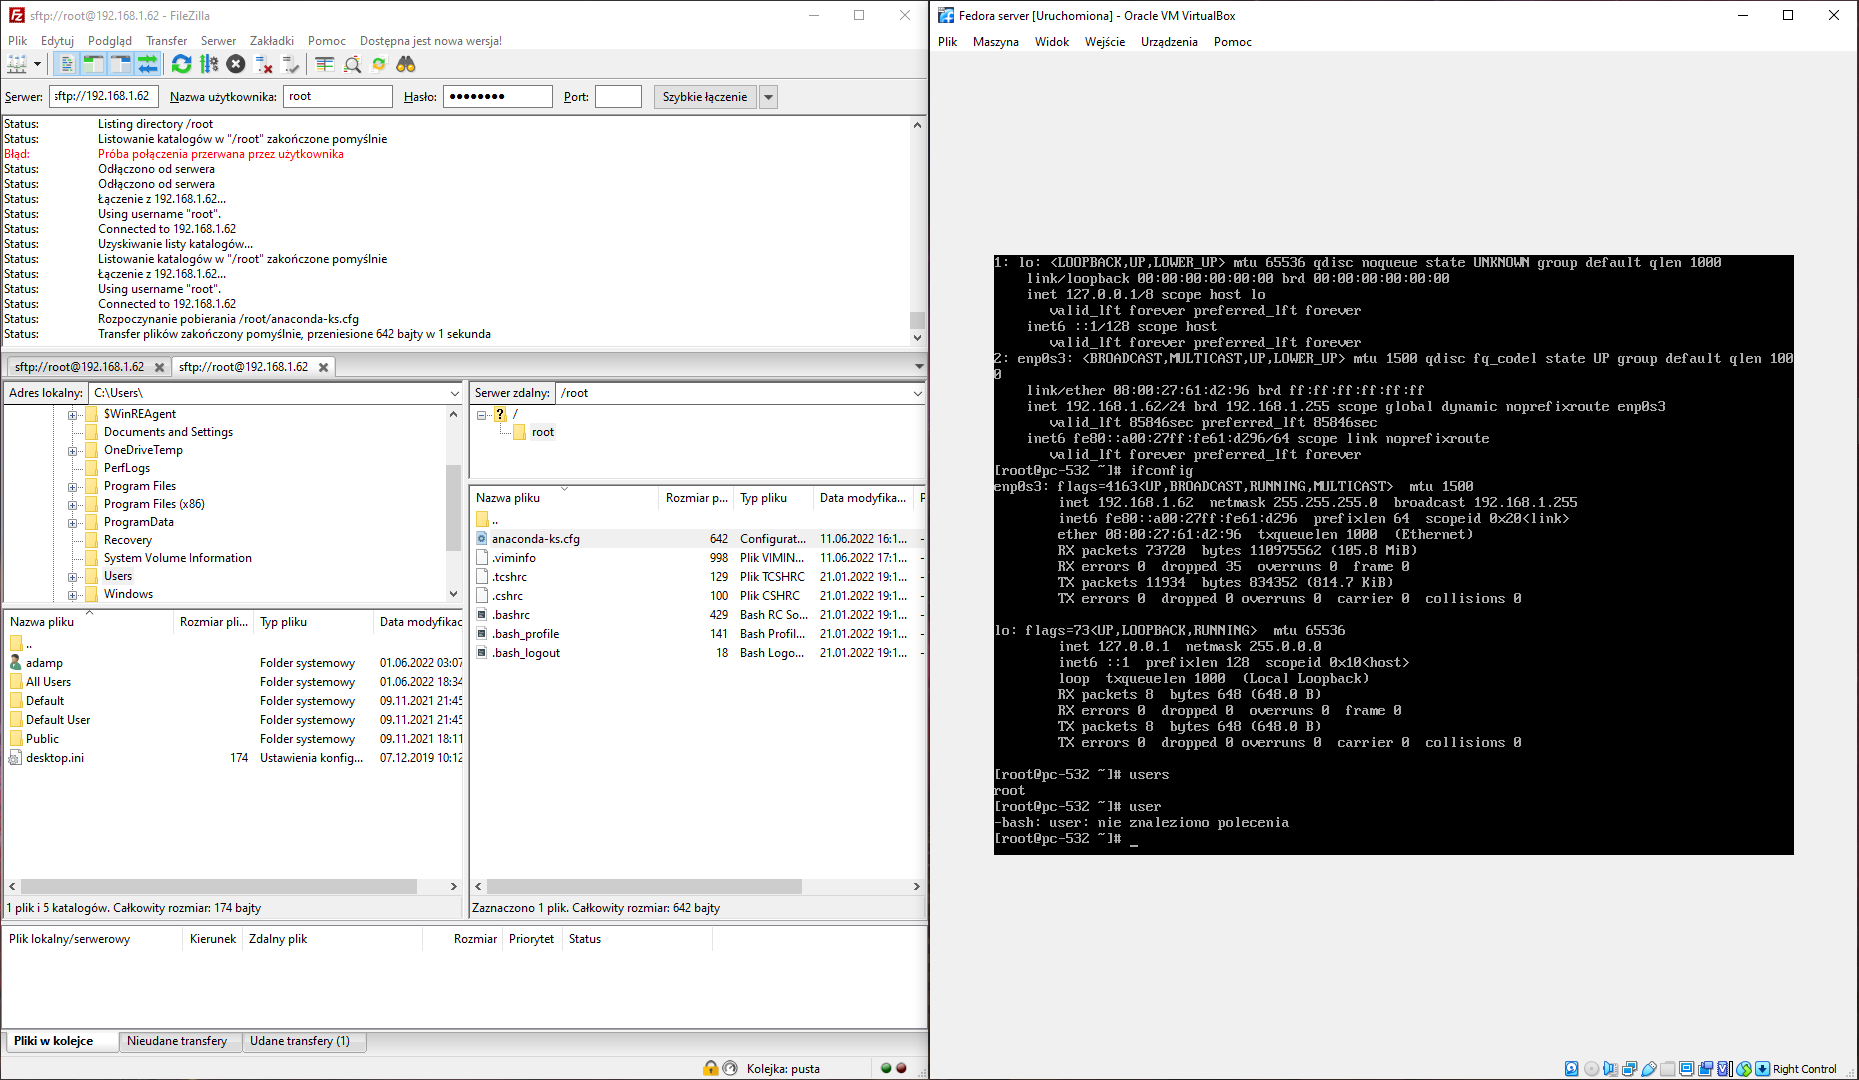 sftp://root@192.168.1.62 - FileZilla
Plik Edytuj Podgląd Transfer Serwer Zakładki Pomoc Dostępna jest nowa wersja!
Serwer: sftp://192.168.1.62 Nazwa użytkownika: root Hasło: ●●●●●●●● Port: Szybkie łączenie
Status: Listing directory /root
Status: Listowanie katalogów w "/root" zakończone pomyślnie
Błąd: Próba połączenia przerwana przez użytkownika
Status: Odłączono od serwera
Status: Odłączono od serwera
Status: Łączenie z 192.168.1.62...
Status: Using username "root".
Status: Connected to 192.168.1.62
Status: Uzyskiwanie listy katalogów...
Status: Listowanie katalogów w "/root" zakończone pomyślnie
Status: Łączenie z 192.168.1.62...
Status: Using username "root".
Status: Connected to 192.168.1.62
Status: Rozpoczynanie pobierania /root/anaconda-ks.cfg
Status: Transfer plików zakończony pomyślnie, przeniesione 642 bajty w 1 sekunda
sftp://root@192.168.1.62 sftp://root@192.168.1.62
Adres lokalny: C:\Users\
$WinREAgent
Documents and Settings
OneDriveTemp
PerfLogs
Program Files
Program Files (x86)
ProgramData
Recovery
System Volume Information
Users
Windows
Nazwa pliku Rozmiar pli... Typ pliku Data modyfikac
..
adamp Folder systemowy 01.06.2022 03:07
All Users Folder systemowy 01.06.2022 18:34
Default Folder systemowy 09.11.2021 21:45
Default User Folder systemowy 09.11.2021 21:45
Public Folder systemowy 09.11.2021 18:11
desktop.ini 174 Ustawienia konfig... 07.12.2019 10:12
1 plik i 5 katalogów. Całkowity rozmiar: 174 bajty
Serwer zdalny: /root
/
root
Nazwa pliku Rozmiar p... Typ pliku Data modyfika... P
..
anaconda-ks.cfg 642 Configurat... 11.06.2022 16:1... -
.viminfo 998 Plik VIMIN... 11.06.2022 17:1... -
.tcshrc 129 Plik TCSHRC 21.01.2022 19:1... -
.cshrc 100 Plik CSHRC 21.01.2022 19:1... -
.bashrc 429 Bash RC So... 21.01.2022 19:1... -
.bash_profile 141 Bash Profil... 21.01.2022 19:1... -
.bash_logout 18 Bash Logo... 21.01.2022 19:1... -
Zaznaczono 1 plik. Całkowity rozmiar: 642 bajty
Plik lokalny/serwerowy Kierunek Zdalny plik Rozmiar Priorytet Status
Pliki w kolejce Nieudane transfery Udane transfery (1)
Kolejka: pusta
Fedora server [Uruchomiona] - Oracle VM VirtualBox
Plik Maszyna Widok Wejście Urządzenia Pomoc
1: lo: <LOOPBACK,UP,LOWER_UP> mtu 65536 qdisc noqueue state UNKNOWN group default qlen 1000
link/loopback 00:00:00:00:00:00 brd 00:00:00:00:00:00
inet 127.0.0.1/8 scope host lo
valid_lft forever preferred_lft forever
inet6 ::1/128 scope host
valid_lft forever preferred_lft forever
2: enp0s3: <BROADCAST,MULTICAST,UP,LOWER_UP> mtu 1500 qdisc fq_codel state UP group default qlen 100
0
link/ether 08:00:27:61:d2:96 brd ff:ff:ff:ff:ff:ff
inet 192.168.1.62/24 brd 192.168.1.255 scope global dynamic noprefixroute enp0s3
valid_lft 85846sec preferred_lft 85846sec
inet6 fe80::a00:27ff:fe61:d296/64 scope link noprefixroute
valid_lft forever preferred_lft forever
[root@pc-532 ~]# ifconfig
enp0s3: flags=4163<UP,BROADCAST,RUNNING,MULTICAST> mtu 1500
inet 192.168.1.62 netmask 255.255.255.0 broadcast 192.168.1.255
inet6 fe80::a00:27ff:fe61:d296 prefixlen 64 scopeid 0x20<link>
ether 08:00:27:61:d2:96 txqueuelen 1000 (Ethernet)
RX packets 73720 bytes 110975562 (105.8 MiB)
RX errors 0 dropped 35 overruns 0 frame 0
TX packets 11934 bytes 834352 (814.7 KiB)
TX errors 0 dropped 0 overruns 0 carrier 0 collisions 0
lo: flags=73<UP,LOOPBACK,RUNNING> mtu 65536
inet 127.0.0.1 netmask 255.0.0.0
inet6 ::1 prefixlen 128 scopeid 0x10<host>
loop txqueuelen 1000 (Local Loopback)
RX packets 8 bytes 648 (648.0 B)
RX errors 0 dropped 0 overruns 0 frame 0
TX packets 8 bytes 648 (648.0 B)
TX errors 0 dropped 0 overruns 0 carrier 0 collisions 0
[root@pc-532 ~]# users
root
[root@pc-532 ~]# user
-bash: user: nie znaleziono polecenia
[root@pc-532 ~]# _
Right Control